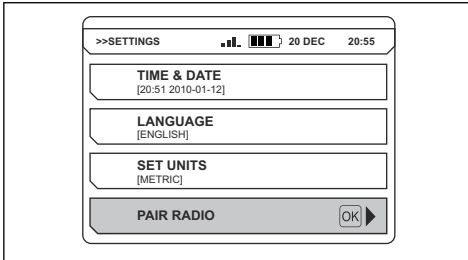 >>SETTINGS 20 DEC 20:55
TIME & DATE
[20:51 2010-01-12]
LANGUAGE
[ENGLISH]
SET UNITS
[METRIC]
PAIR RADIO OK